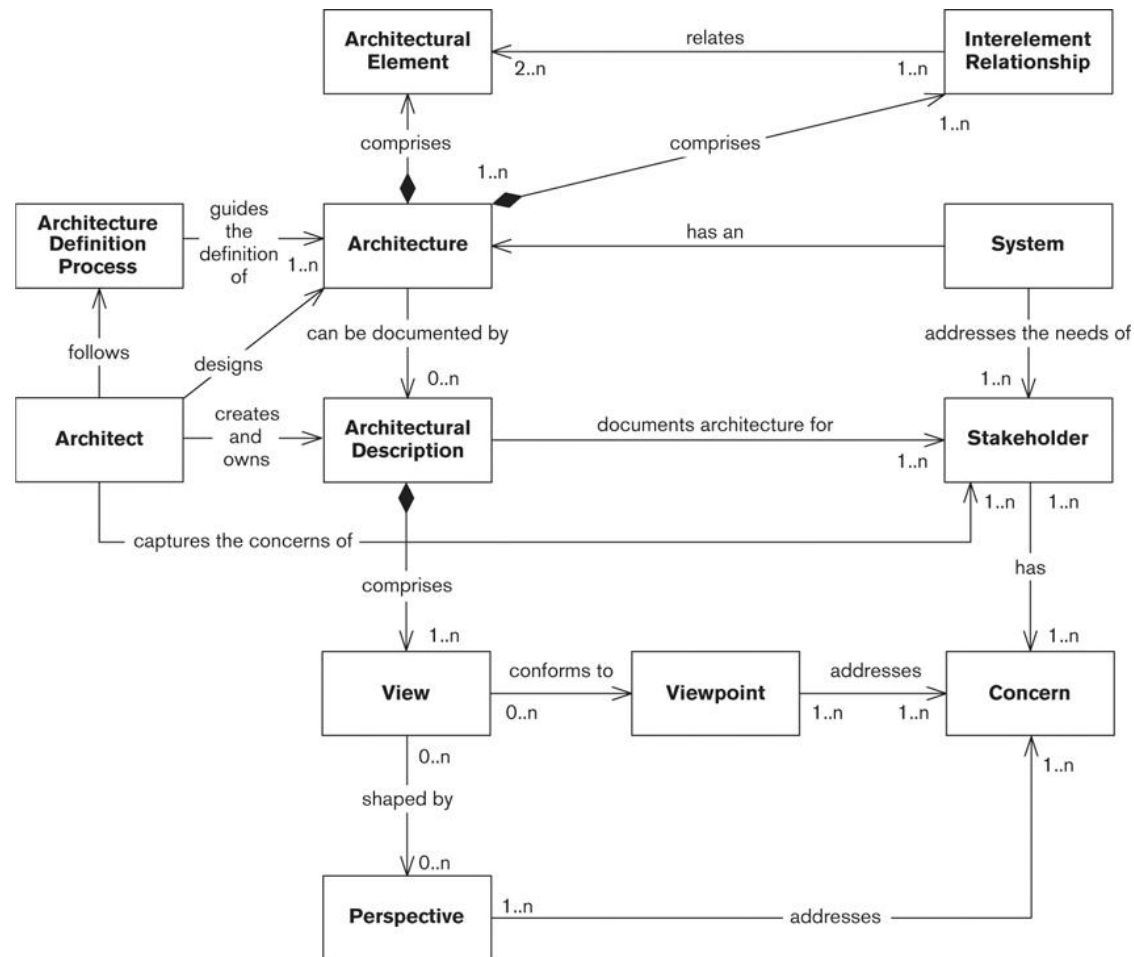 Architectural
Element
relates
2..n
1..n
Interelement
Relationship
comprises
1..n
comprises
1..n
Architecture
Definition
Process
guides
the
definition
of
1..n
Architecture
has an
System
follows
designs
can be documented by
0..n
addresses the needs of
1..n
Architect
creates
and
owns
Architectural
Description
documents architecture for
1..n
Stakeholder
captures the concerns of
1..n
1..n
comprises
1..n
has
1..n
View
conforms to
0..n
Viewpoint
addresses
1..n
1..n
Concern
0..n
shaped by
0..n
1..n
Perspective
1..n
addresses